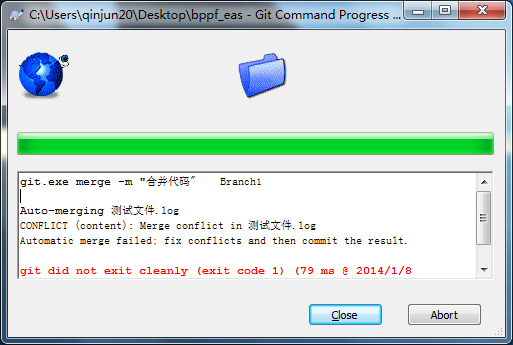 C:\Users\qinjun20\Desktop\bppf_eas - Git Command Progress ...
git.exe merge -m "合并代码" Branch1
Auto-merging 测试文件.log
CONFLICT (content): Merge conflict in 测试文件.log
Automatic merge failed; fix conflicts and then commit the result.
git did not exit cleanly (exit code 1) (79 ms @ 2014/1/8
Close
Abort